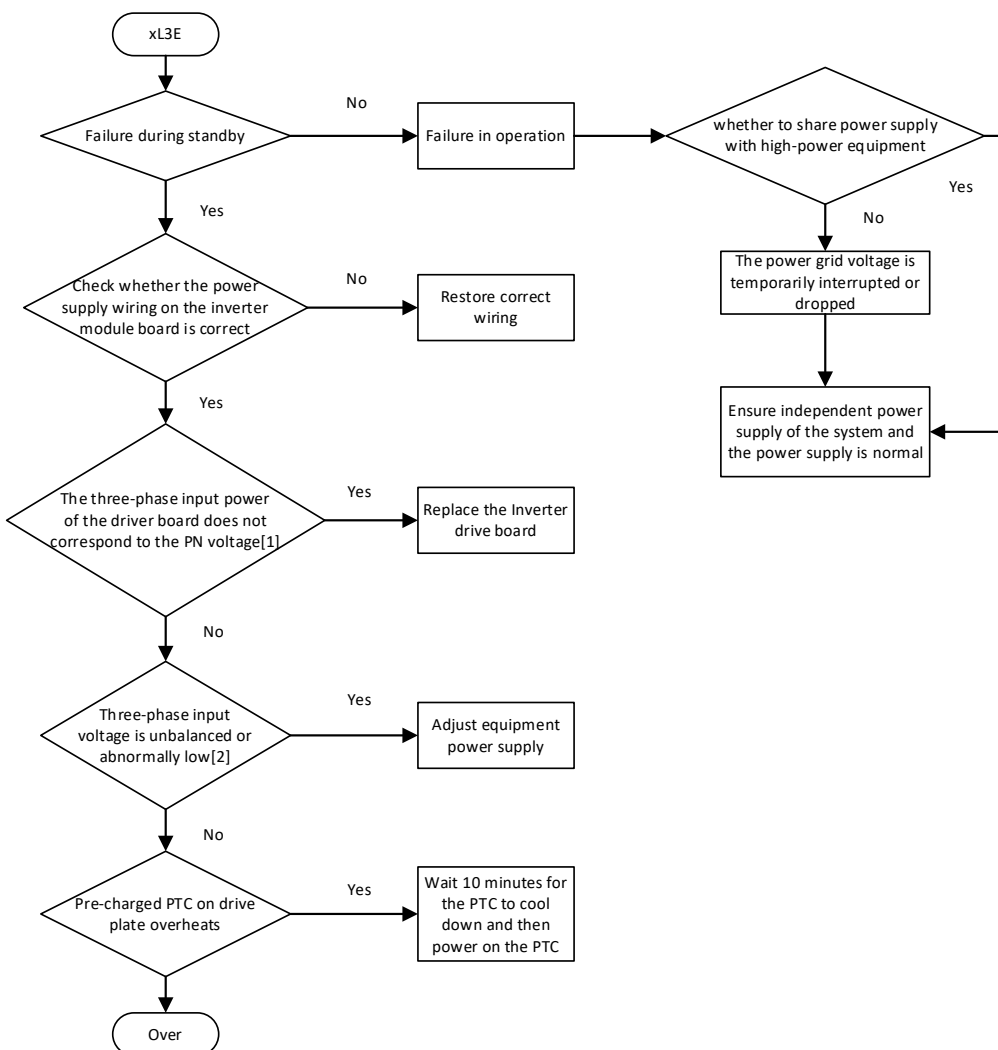 xL3E
Failure during standby
No
Failure in operation
whether to share power supply
with high-power equipment
Yes
No
The power grid voltage is
temporarily interrupted or
dropped
Ensure independent power
supply of the system and
the power supply is normal
Yes
Check whether the power
supply wiring on the inverter
module board is correct
No
Restore correct
wiring
Yes
The three-phase input power
of the driver board does not
correspond to the PN voltage[1]
Yes
Replace the Inverter
drive board
No
Three-phase input
voltage is unbalanced or
abnormally low[2]
Yes
Adjust equipment
power supply
No
Pre-charged PTC on drive
plate overheats
Yes
Wait 10 minutes for
the PTC to cool
down and then
power on the PTC
Over